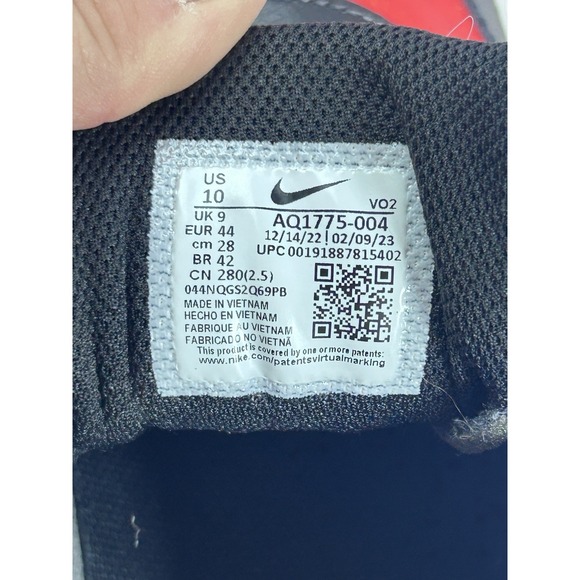 US
10
UK 9
EUR 44
cm 28
BR 42
CN 280(2.5)
VO2
AQ1775-004
12/14/22 | 02/09/23
UPC 00191887815402
044NQGS2Q69PB
MADE IN VIETNAM
HECHO EN VIETNAM
FABRIQUE AU VIETNAM
FABRICADO NO VIETNÃ
This product is covered by one or more patents:
www.nike.com/patentsvirtualmarking